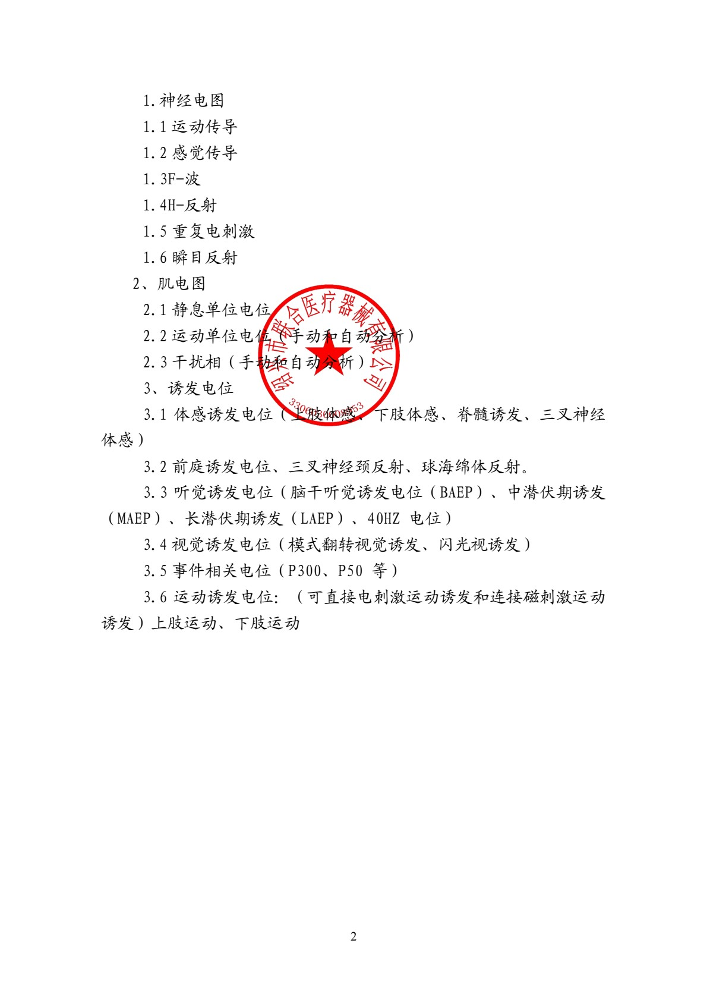 1.神经电图
1.1 运动传导
1.2 感觉传导
1.3F-波
1.4H-反射
1.5 重复电刺激
1.6 瞬目反射
2、肌电图
2.1 静息单位电位
2.2 运动单位电位（手动和自动分析）
2.3 干扰相（手动和自动分析）
3、诱发电位
3.1 体感诱发电位（上肢体感、下肢体感、脊髓诱发、三叉神经
体感）
3.2 前庭诱发电位、三叉神经颈反射、球海绵体反射。
3.3 听觉诱发电位（脑干听觉诱发电位（BAEP）、中潜伏期诱发
（MAEP）、长潜伏期诱发（LAEP）、40HZ 电位）
3.4 视觉诱发电位（模式翻转视觉诱发、闪光视诱发）
3.5 事件相关电位（P300、P50 等）
3.6 运动诱发电位：（可直接电刺激运动诱发和连接磁刺激运动
诱发）上肢运动、下肢运动
绍兴市联合医疗器械有限公司
2